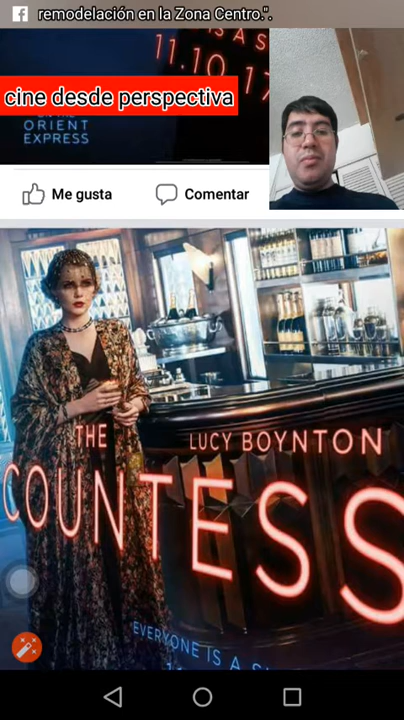 remodelación en la Zona Centro.".
IS A S
11.10.17
cine desde perspectiva
ORIENT
EXPRESS
Me gusta
Comentar
THE
LUCY BOYNTON
COUNTESS
EVERYONE IS A S